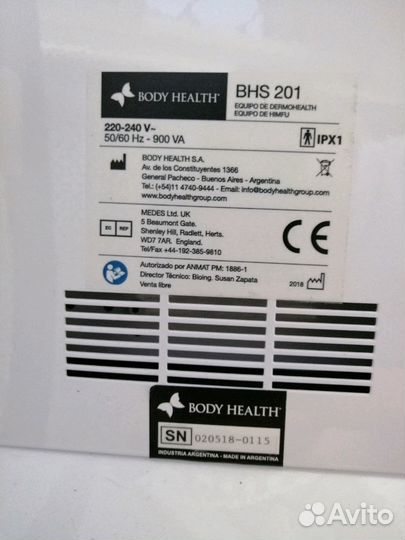 BODY HEALTH
BHS 201
EQUIPO DE DERMOHEALTH
EQUIPO DE HIMFU
220-240 V~
50/60 Hz - 900 VA
IPX1
BODY HEALTH S.A.
Av. de los Constituyentes 1366
General Pacheco - Buenos Aires - Argentina
Tel.: (+54)11 4740-9444 - Email: info@bodyhealthgroup.com
www.bodyhealthgroup.com
EC REP
MEDES Ltd. UK
5 Beaumont Gate.
Shenley Hill, Radlett, Herts.
WD7 7AR. England.
Tel/Fax +44-192-385-9810
CE
Autorizado por ANMAT PM: 1886-1
Director Técnico: Bioing. Susan Zapata
Venta libre
2018
BODY HEALTH
SN 020518-0115
INDUSTRIA ARGENTINA - MADE IN ARGENTINA
Avito